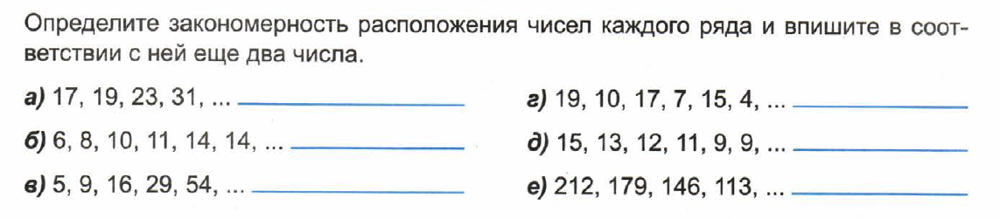 Определите закономерность расположения чисел каждого ряда и впишите в соот-
ветствии с ней еще два числа.
а) 17, 19, 23, 31, ...
г) 19, 10, 17, 7, 15, 4, ...
б) 6, 8, 10, 11, 14, 14, ...
д) 15, 13, 12, 11, 9, 9, ...
в) 5, 9, 16, 29, 54, ...
е) 212, 179, 146, 113, ...